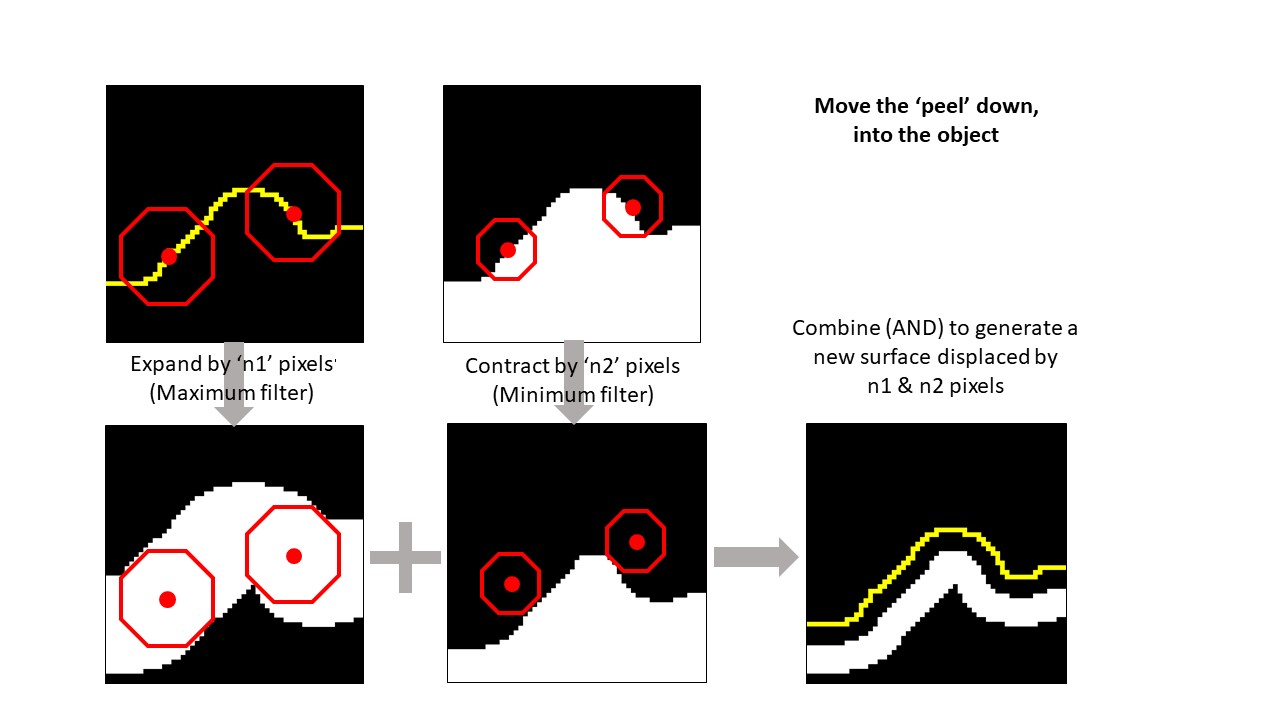 Move the ‘peel’ down,
into the object
Expand by ‘n1’ pixels
(Maximum filter)
Contract by ‘n2’ pixels
(Minimum filter)
Combine (AND) to generate a
new surface displaced by
n1 & n2 pixels